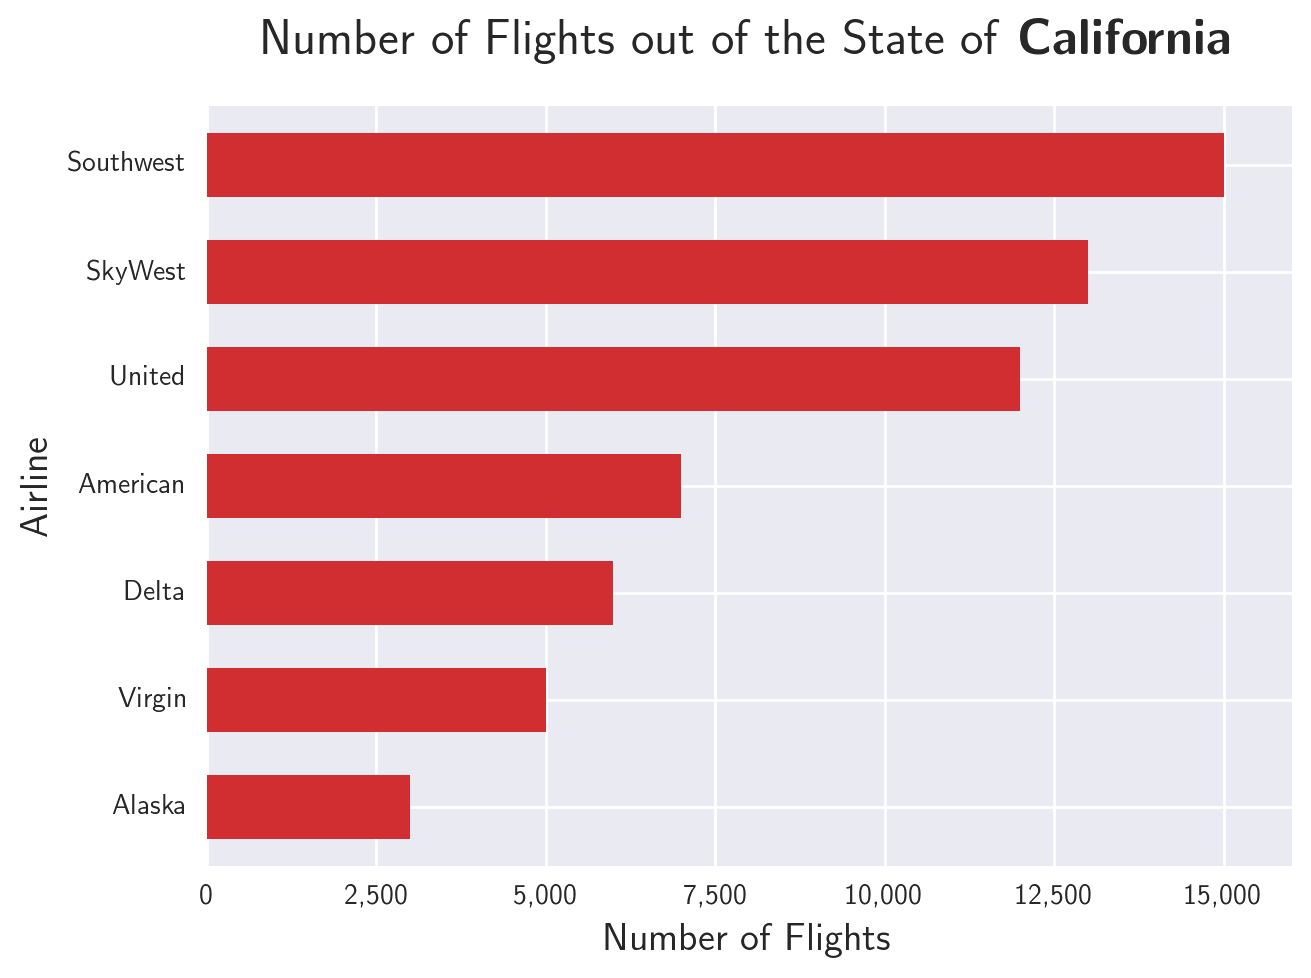 Number of Flights out of the State of California
Southwest
SkyWest
United
American
Delta
Virgin
Alaska
Airline
0 2,500 5,000 7,500 10,000 12,500 15,000
Number of Flights